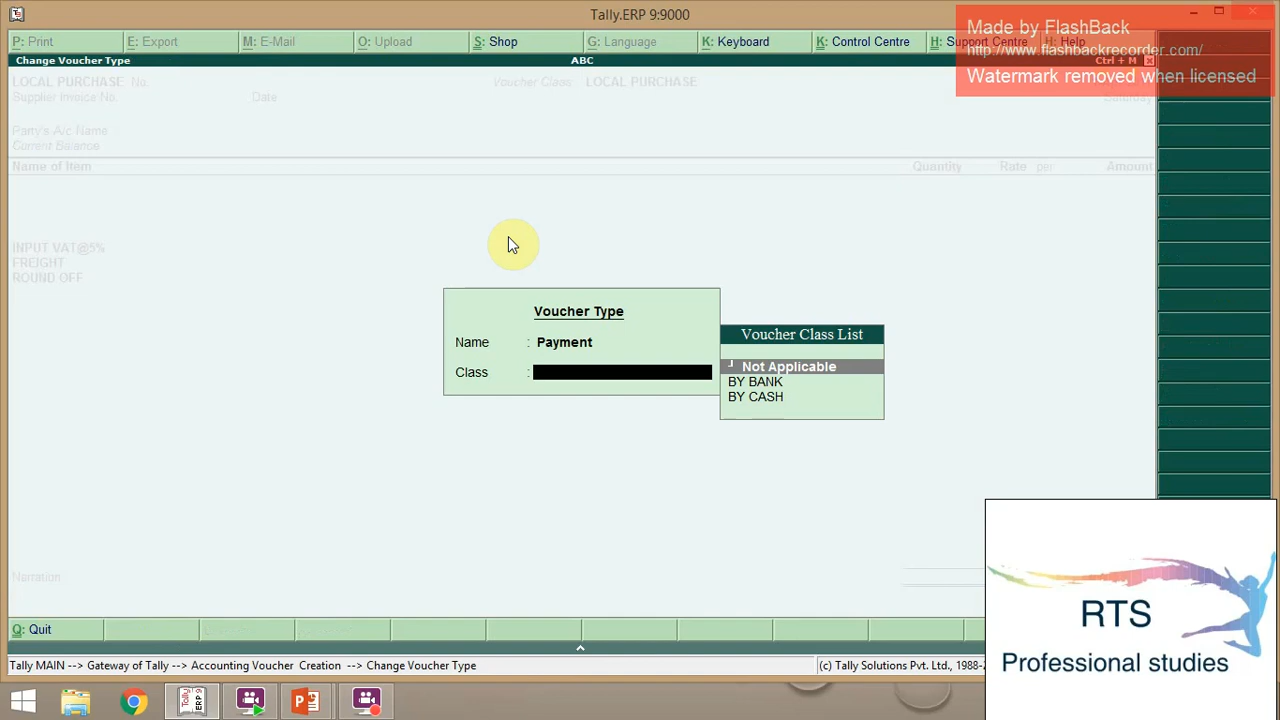 Tally.ERP 9:9000
P: Print
E: Export
M: E-Mail
O: Upload
S: Shop
G: Language
K: Keyboard
K: Control Centre
H: Support Centre
H: Help
Made by FlashBack
http://www.flashbackrecorder.com/
Watermark removed when licensed
Change Voucher Type
ABC
Ctrl + M
LOCAL PURCHASE No.
Voucher Class: LOCAL PURCHASE
Supplier Invoice No.
Date
Saturday
Party's A/c Name
Current Balance
Name of Item
Quantity
Rate per
Amount
INPUT VAT@5%
FREIGHT
ROUND OFF
Voucher Type
Name : Payment
Class :
Voucher Class List
Not Applicable
BY BANK
BY CASH
Narration
Q: Quit
Tally MAIN --> Gateway of Tally --> Accounting Voucher Creation --> Change Voucher Type
(c) Tally Solutions Pvt. Ltd., 1988-
RTS
Professional studies